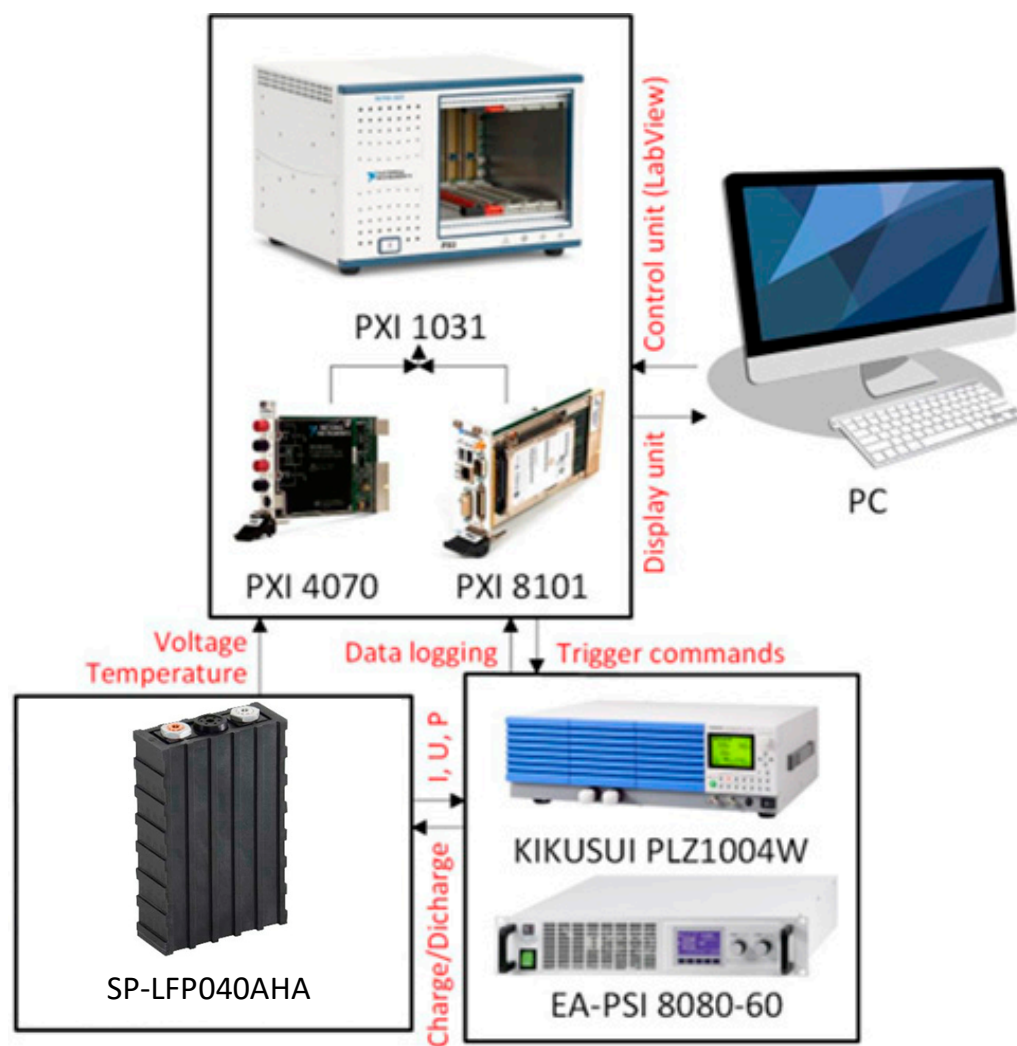 PXI
PXI 1031
Control unit (LabView)
Display unit
PC
PXI 4070
PXI 8101
Voltage
Temperature
Data logging
Trigger commands
I, U, P
Charge/Dicharge
SP-LFP040AHA
KIKUSUI PLZ1004W
EA-PSI 8080-60